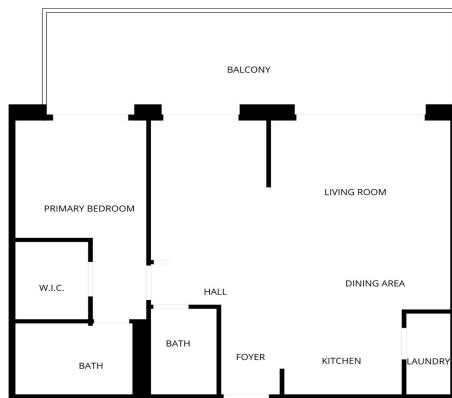 BALCONY
LIVING ROOM
PRIMARY BEDROOM
DINING AREA
W.I.C.
HALL
BATH
FOYER
KITCHEN
LAUNDRY
BATH